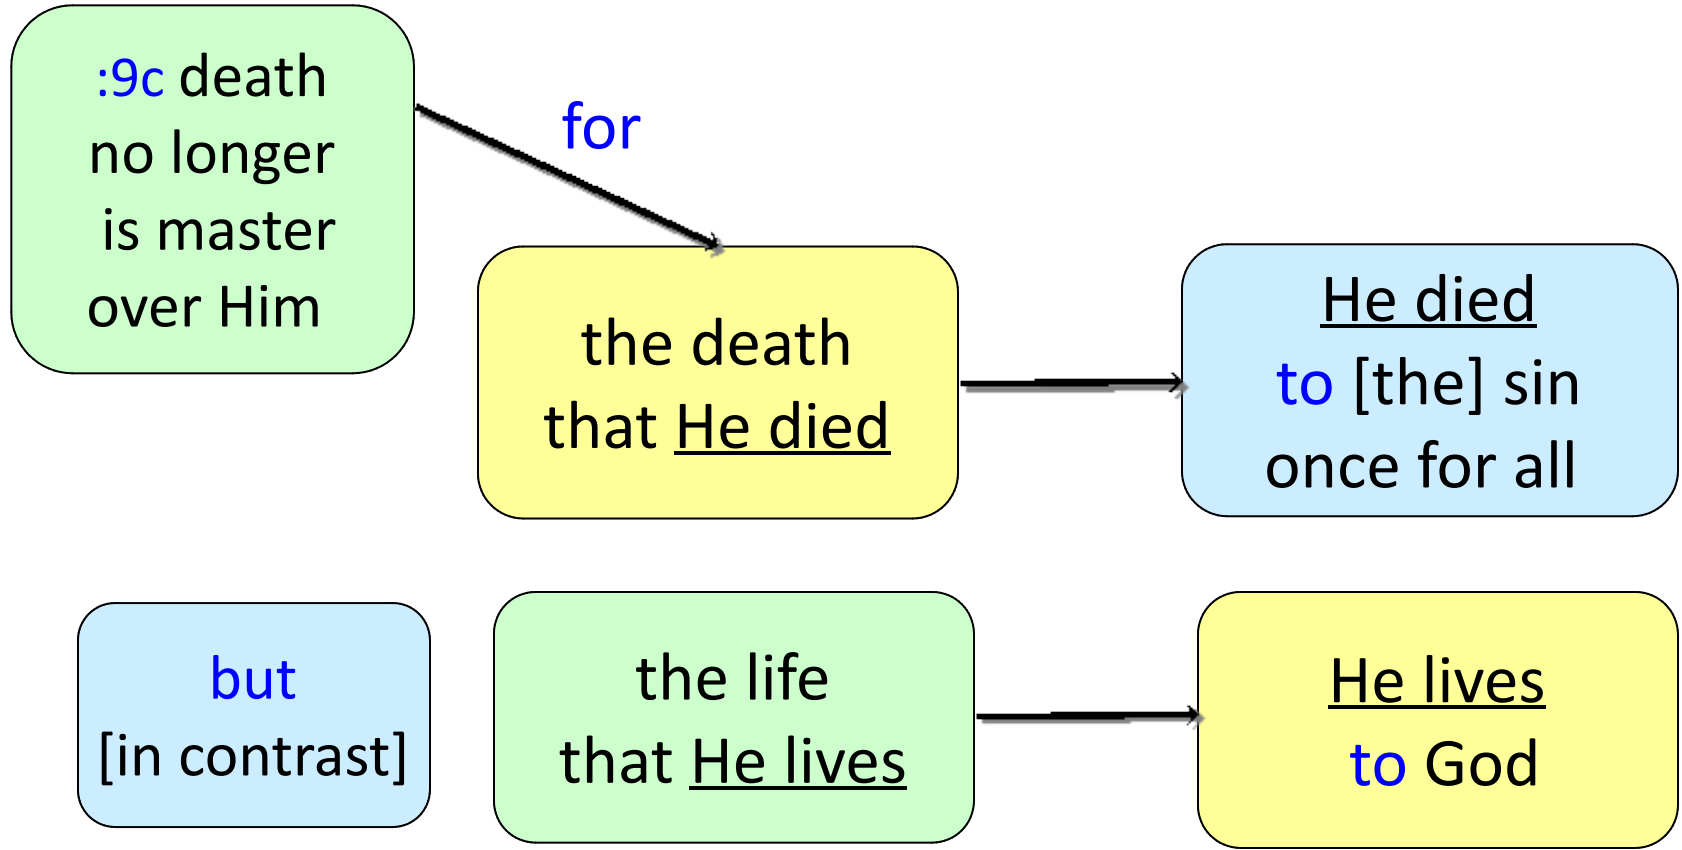 :9c death
no longer
is master
over Him
for
the death
that He died
He died
to [the] sin
once for all
but
[in contrast]
the life
that He lives
He lives
to God